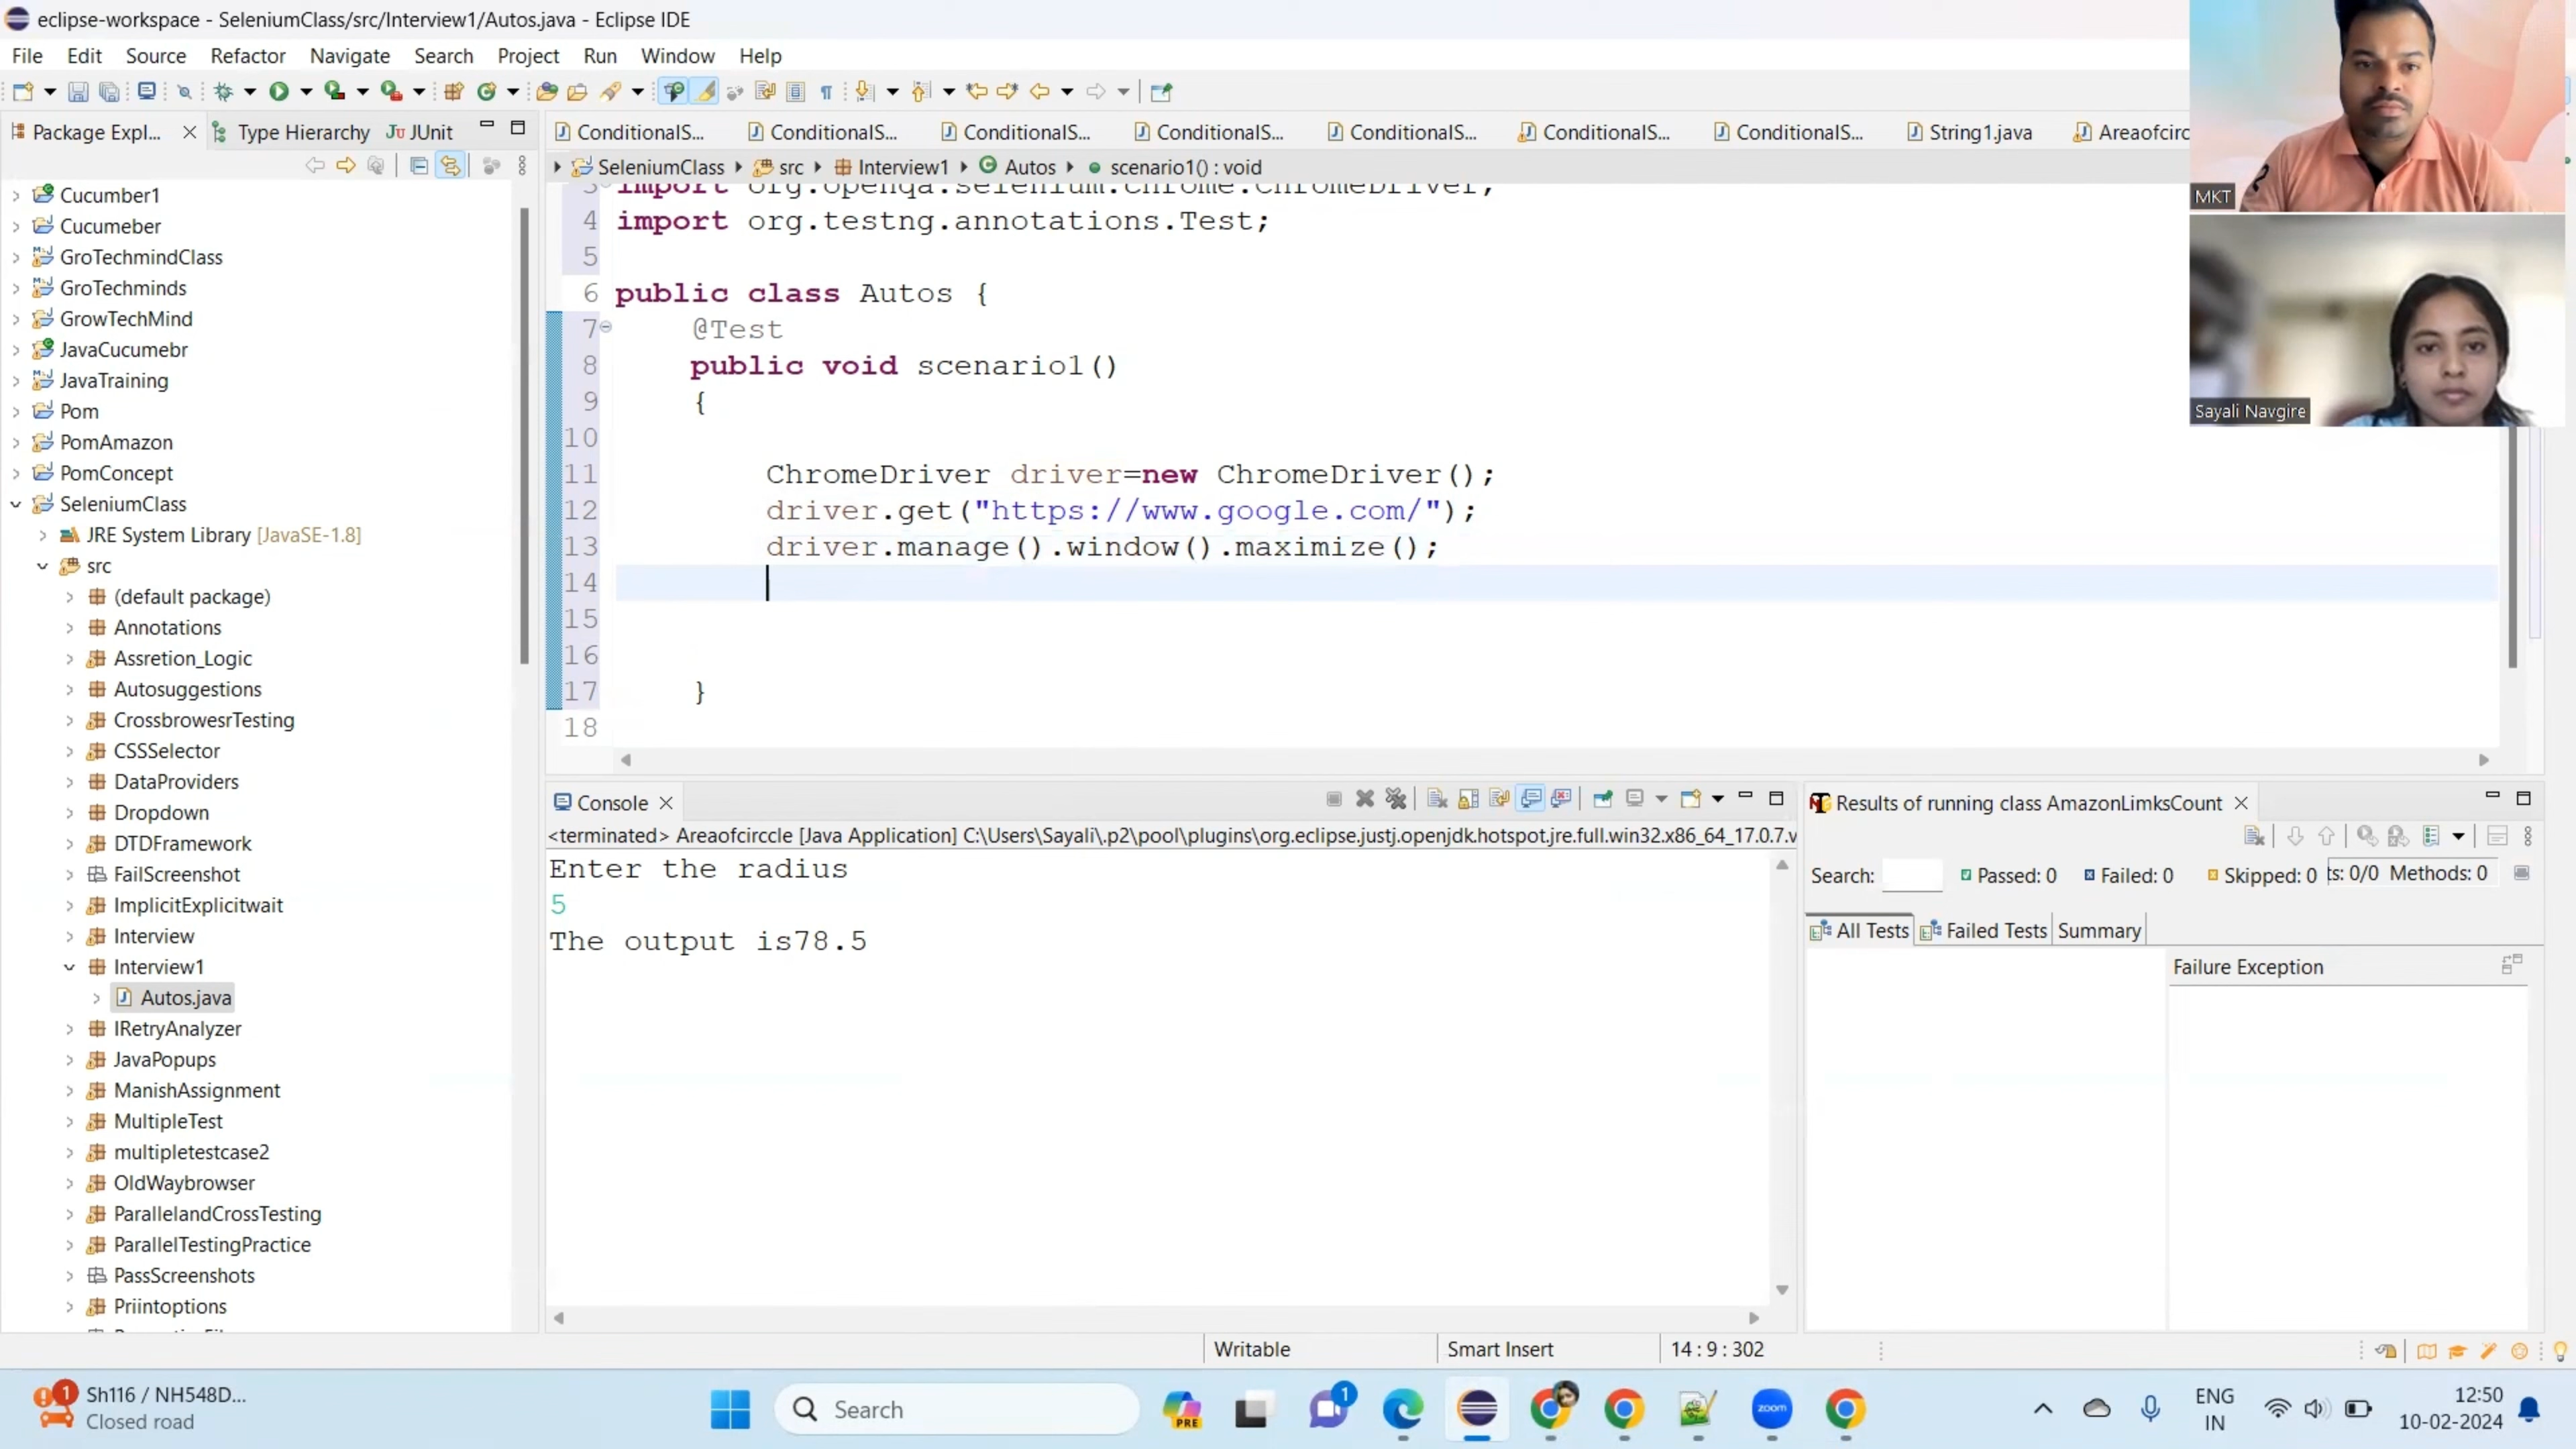 eclipse-workspace - SeleniumClass/src/Interview1/Autos.java - Eclipse IDE
File Edit Source Refactor Navigate Search Project Run Window Help
Package Expl... Type Hierarchy JUnit
ConditionalS... ConditionalS... ConditionalS... ConditionalS... ConditionalS... ConditionalS... ConditionalS... String1.java Areaofcirc
SeleniumClass src Interview1 Autos scenario1() : void
3 import org.openqa.selenium.chrome.ChromeDriver;
4 import org.testng.annotations.Test;
5
6 public class Autos {
7 @Test
8 public void scenario1()
9 {
10
11 ChromeDriver driver=new ChromeDriver();
12 driver.get("https://www.google.com/");
13 driver.manage().window().maximize();
14
15
16
17 }
18
MKT
Sayali Navgire
Cucumber1
Cucumeber
GroTechmindClass
GroTechminds
GrowTechMind
JavaCucumebr
JavaTraining
Pom
PomAmazon
PomConcept
SeleniumClass
JRE System Library [JavaSE-1.8]
src
(default package)
Annotations
Assretion_Logic
Autosuggestions
CrossbrowesrTesting
CSSSelector
DataProviders
Dropdown
DTDFramework
FailScreenshot
ImplicitExplicitwait
Interview
Interview1
Autos.java
IRetryAnalyzer
JavaPopups
ManishAssignment
MultipleTest
multipletestcase2
OldWaybrowser
ParallelandCrossTesting
ParallelTestingPractice
PassScreenshots
Priintoptions
Console
<terminated> Areaofcirccle [Java Application] C:\Users\Sayali\.p2\pool\plugins\org.eclipse.justj.openjdk.hotspot.jre.full.win32.x86_64_17.0.7.v
Enter the radius
5
The output is78.5
Results of running class AmazonLimksCount
Search: Passed: 0 Failed: 0 Skipped: 0 ts: 0/0 Methods: 0
All Tests Failed Tests Summary
Failure Exception
Writable Smart Insert 14 : 9 : 302
1
Sh116 / NH548D...
Closed road
Search
PRE
1
zoom
ENG
IN
12:50
10-02-2024